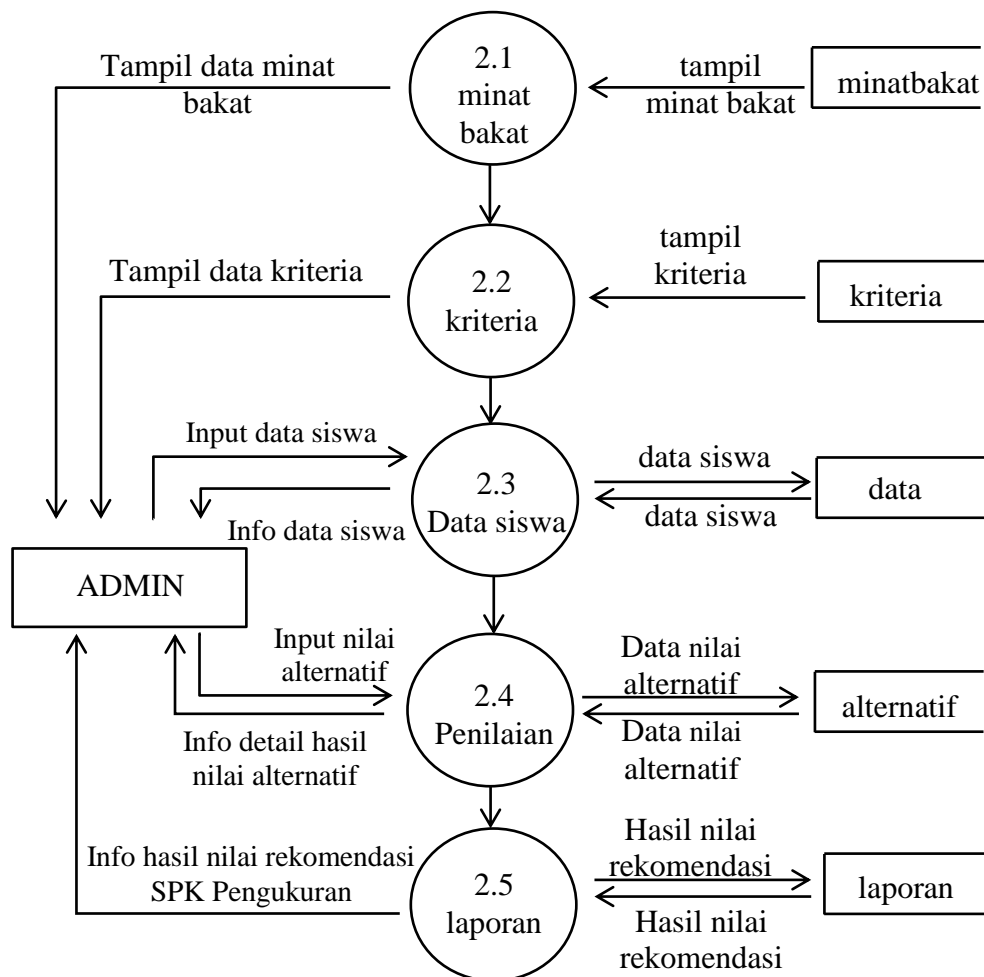 2.1
minat
bakat
Tampil data minat
bakat
tampil
minat bakat
minatbakat
2.2
kriteria
Tampil data kriteria
tampil
kriteria
kriteria
Input data siswa
2.3
Data siswa
Info data siswa
data siswa
data siswa
data
ADMIN
Input nilai
alternatif
2.4
Penilaian
Info detail hasil
nilai alternatif
Data nilai
alternatif
Data nilai
alternatif
alternatif
Info hasil nilai rekomendasi
SPK Pengukuran
2.5
laporan
Hasil nilai
rekomendasi
Hasil nilai
rekomendasi
laporan